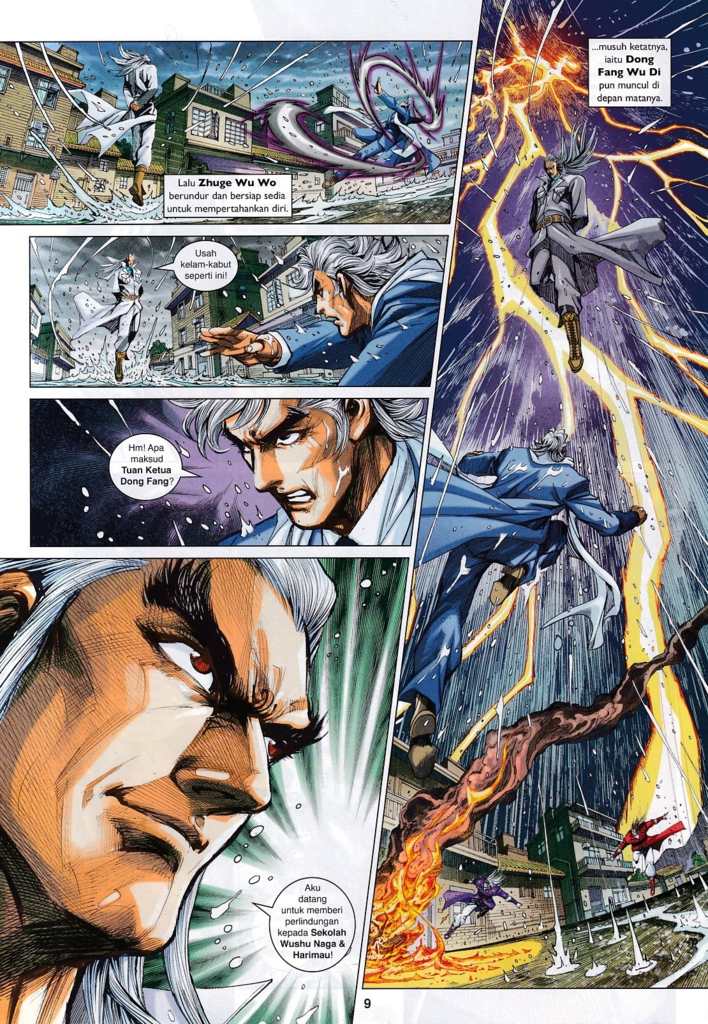 ...musuh ketatnya,
iaitu Dong
Fang Wu Di
pun muncul di
depan matanya.
Lalu Zhuge Wu Wo
berundur dan bersiap sedia
untuk mempertahankan diri.
Usah
kelam-kabut
seperti ini!
Hm! Apa
maksud
Tuan Ketua
Dong Fang?
Aku
datang
untuk memberi
perlindungan
kepada Sekolah
Wushu Naga &
Harimau!
9